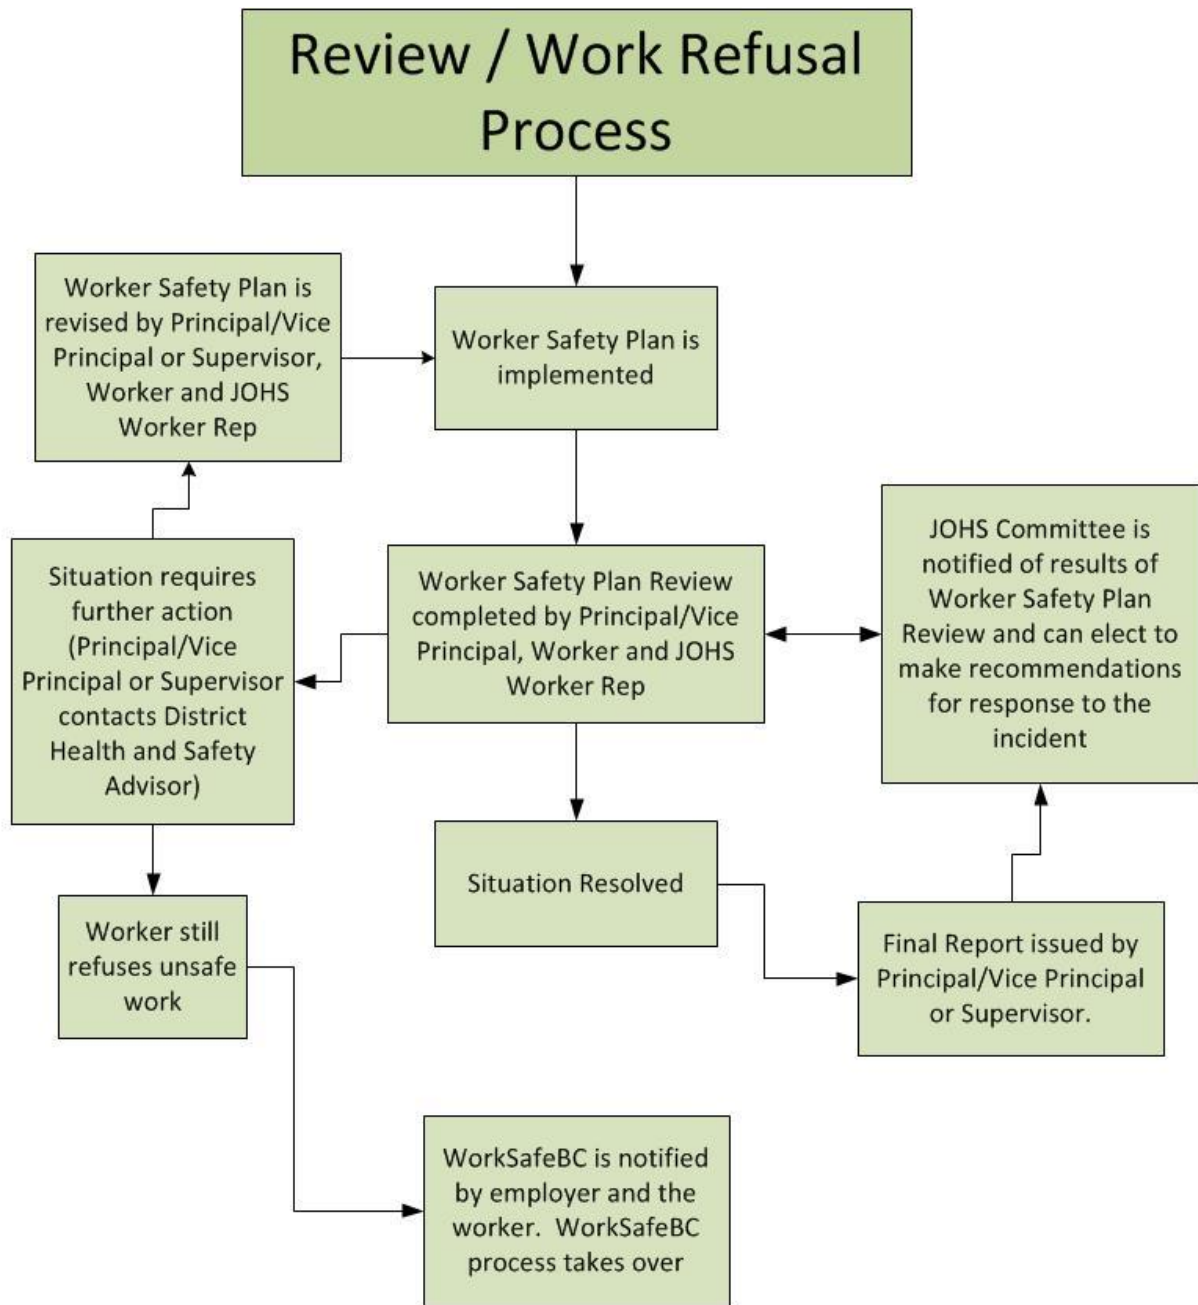 Review / Work Refusal
Process
Worker Safety Plan is
revised by Principal/Vice
Principal or Supervisor,
Worker and JOHS
Worker Rep
Worker Safety Plan is
implemented
JOHS Committee is
notified of results of
Worker Safety Plan
Review and can elect to
make recommendations
for response to the
incident
Situation requires
further action
(Principal/Vice
Principal or Supervisor
contacts District
Health and Safety
Advisor)
Worker Safety Plan Review
completed by Principal/Vice
Principal, Worker and JOHS
Worker Rep
Situation Resolved
Worker still
refuses unsafe
work
Final Report issued by
Principal/Vice Principal
or Supervisor.
WorkSafeBC is notified
by employer and the
worker.  WorkSafeBC
process takes over